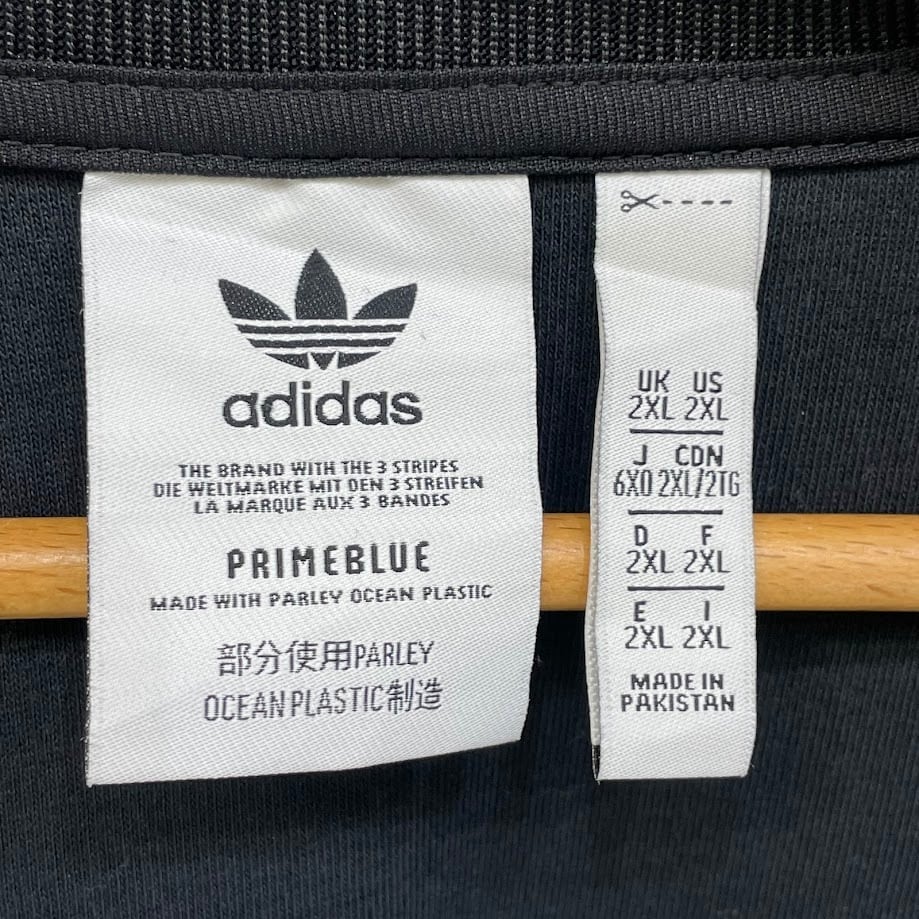 adidas
THE BRAND WITH THE 3 STRIPES
DIE WELTMARKE MIT DEN 3 STREIFEN
LA MARQUE AUX 3 BANDES
PRIMEBLUE
MADE WITH PARLEY OCEAN PLASTIC
部分使用PARLEY
OCEAN PLASTIC制造
UK US
2XL 2XL
J CDN
6XO 2XL/2TG
D F
2XL 2XL
E I
2XL 2XL
MADE IN
PAKISTAN